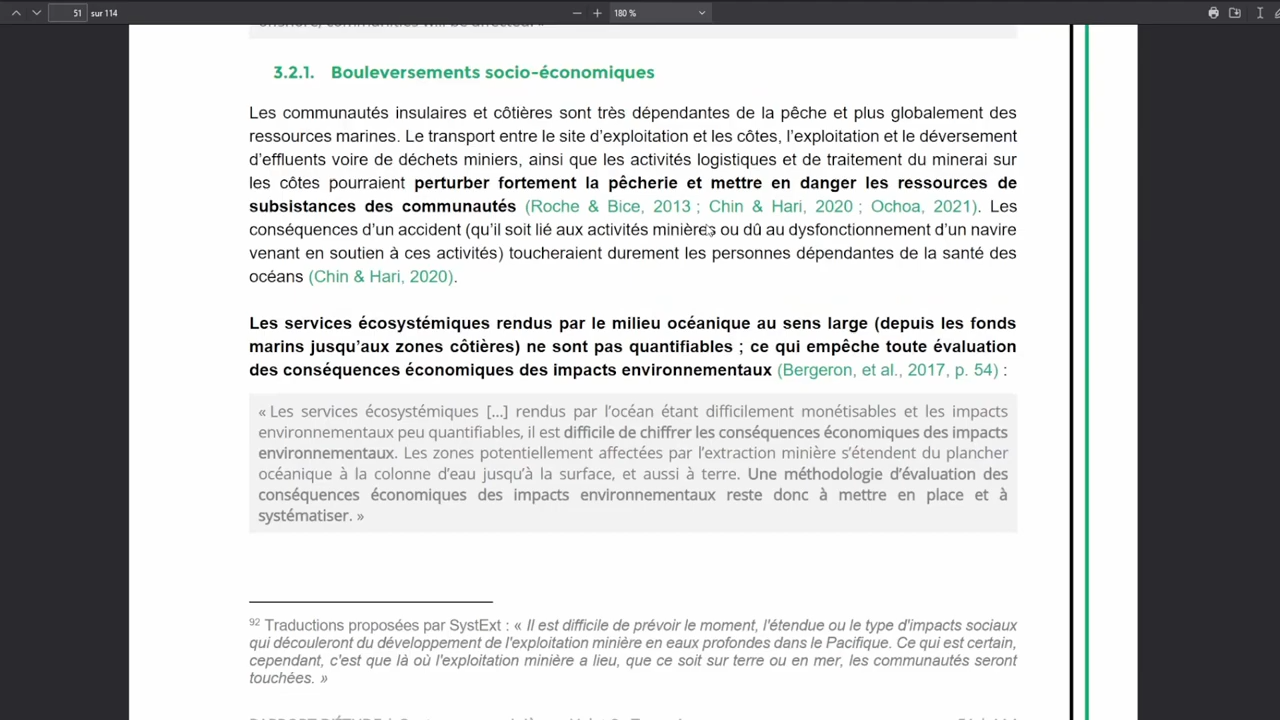 51 sur 114
180 %
3.2.1. Bouleversements socio-économiques
Les communautés insulaires et côtières sont très dépendantes de la pêche et plus globalement des
ressources marines. Le transport entre le site d’exploitation et les côtes, l’exploitation et le déversement
d’effluents voire de déchets miniers, ainsi que les activités logistiques et de traitement du minerai sur
les côtes pourraient perturber fortement la pêcherie et mettre en danger les ressources de
subsistances des communautés (Roche & Bice, 2013 ; Chin & Hari, 2020 ; Ochoa, 2021). Les
conséquences d’un accident (qu’il soit lié aux activités minières ou dû au dysfonctionnement d’un navire
venant en soutien à ces activités) toucheraient durement les personnes dépendantes de la santé des
océans (Chin & Hari, 2020).
Les services écosystémiques rendus par le milieu océanique au sens large (depuis les fonds
marins jusqu’aux zones côtières) ne sont pas quantifiables ; ce qui empêche toute évaluation
des conséquences économiques des impacts environnementaux (Bergeron, et al., 2017, p. 54) :
« Les services écosystémiques [...] rendus par l’océan étant difficilement monétisables et les impacts
environnementaux peu quantifiables, il est difficile de chiffrer les conséquences économiques des impacts
environnementaux. Les zones potentiellement affectées par l’extraction minière s’étendent du plancher
océanique à la colonne d’eau jusqu’à la surface, et aussi à terre. Une méthodologie d’évaluation des
conséquences économiques des impacts environnementaux reste donc à mettre en place et à
systématiser. »
92 Traductions proposées par SystExt : « Il est difficile de prévoir le moment, l'étendue ou le type d'impacts sociaux
qui découleront du développement de l'exploitation minière en eaux profondes dans le Pacifique. Ce qui est certain,
cependant, c'est que là où l'exploitation minière a lieu, que ce soit sur terre ou en mer, les communautés seront
touchées. »